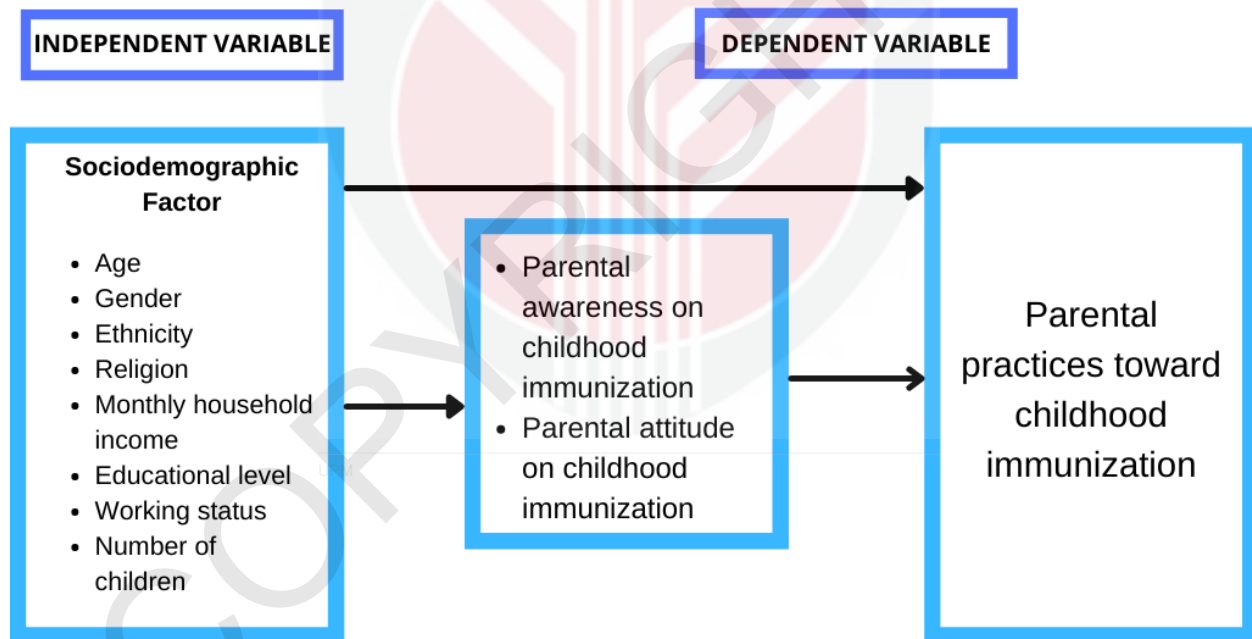 INDEPENDENT VARIABLE
DEPENDENT VARIABLE
Sociodemographic
Factor
• Age
• Gender
• Ethnicity
• Religion
• Monthly household
income
• Educational level
• Working status
• Number of
children
• Parental
awareness on
childhood
immunization
• Parental attitude
on childhood
immunization
Parental
practices toward
childhood
immunization
COPYRIGH